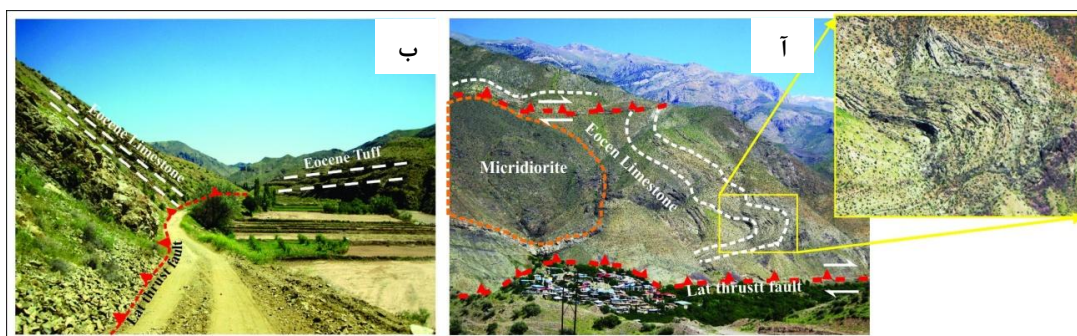 ب
Eocene Limestone
Eocene Tuff
Lat thrust fault
آ
Micridiorite
Eocen Limestone
Lat thrustt fault